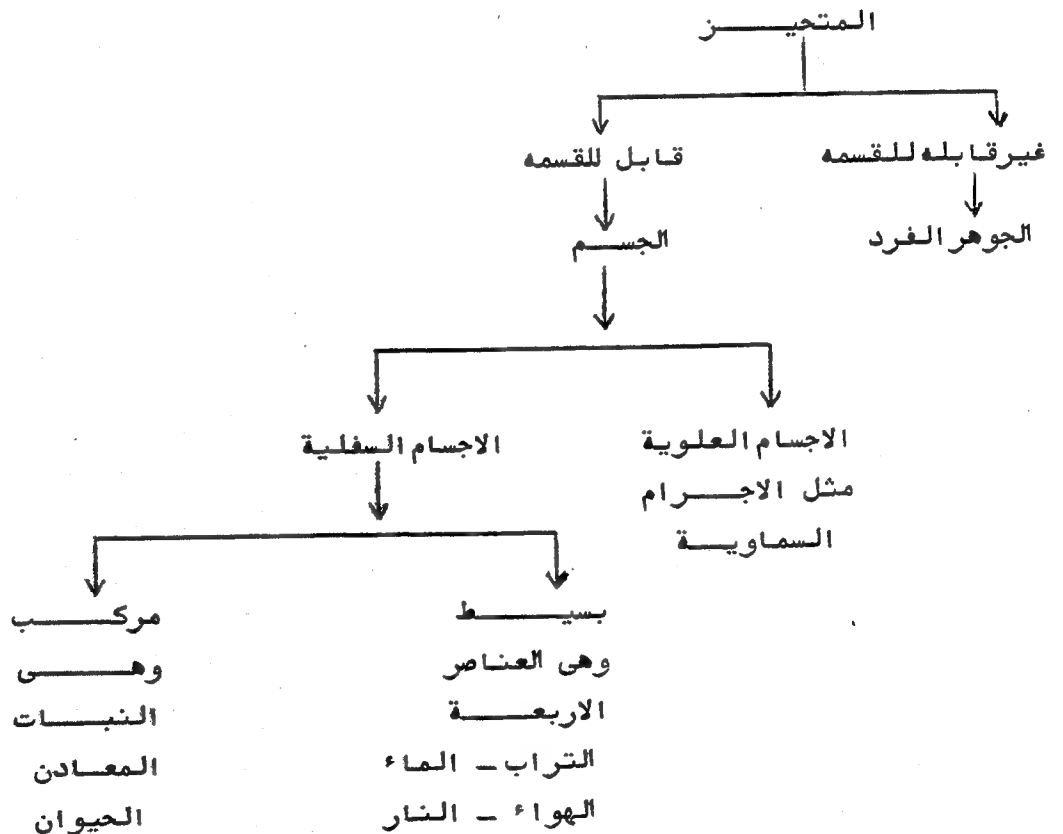 المتحيز
غير قابله للقسمه
قابل للقسمه
الجوهر الفرد
الجسم
الاجسام العلوية
مثل الاجرام
السماوية
الاجسام السفلية
بسيط
وهى العناصر
الاربعة
التراب - الماء
الهواء - النار
مركب
وهى
النبات
المعادن
الحيوان